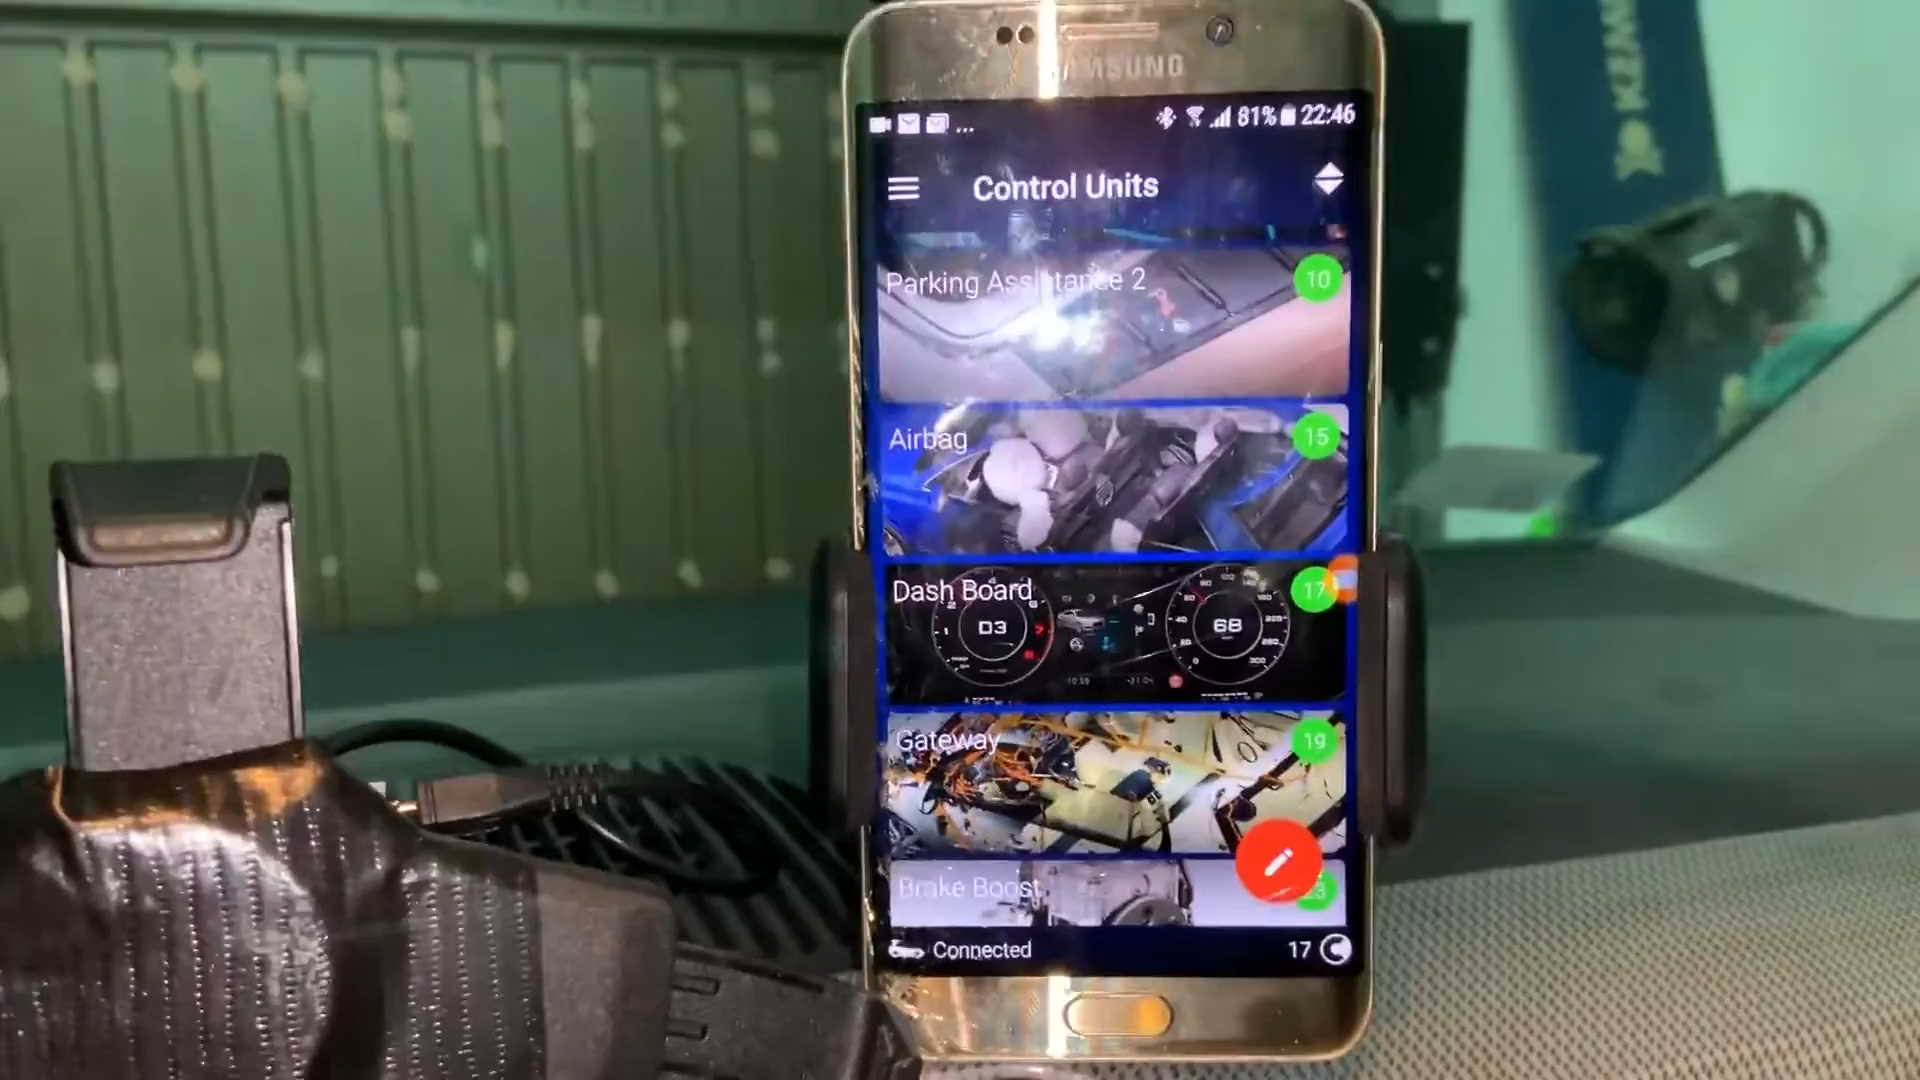 SAMSUNG
... 81% 22:46
Control Units
Parking Assistance 2
10
Airbag
15
Dash Board
17
D3
68
Gateway
19
Brake Boost
Connected
17